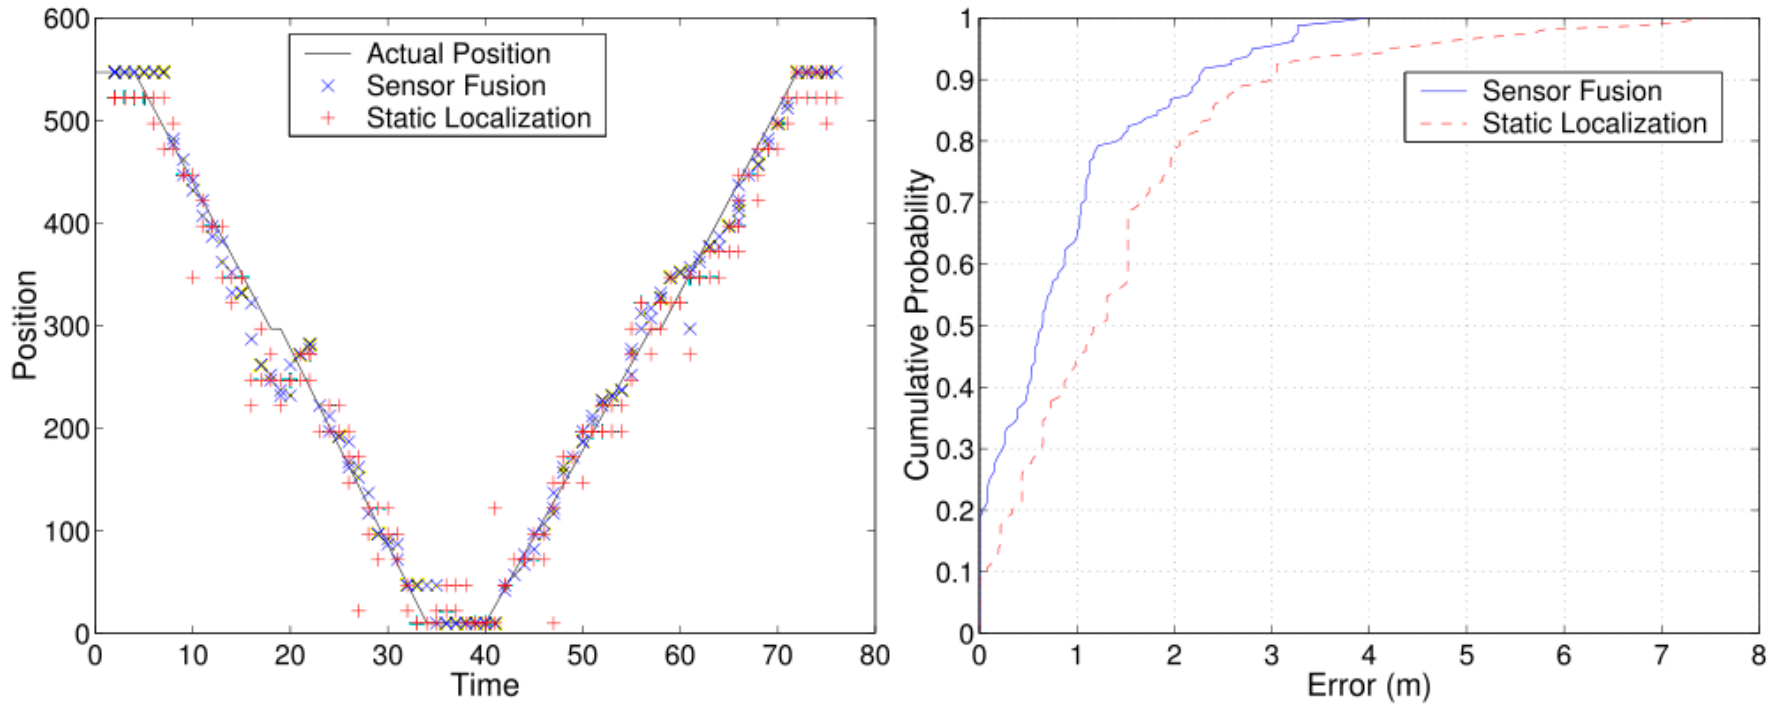 600
500
400
300
200
100
0
Position
0 10 20 30 40 50 60 70 80
Time
Actual Position
Sensor Fusion
Static Localization
1
0.9
0.8
0.7
0.6
0.5
0.4
0.3
0.2
0.1
0
Cumulative Probability
0 1 2 3 4 5 6 7 8
Error (m)
Sensor Fusion
Static Localization